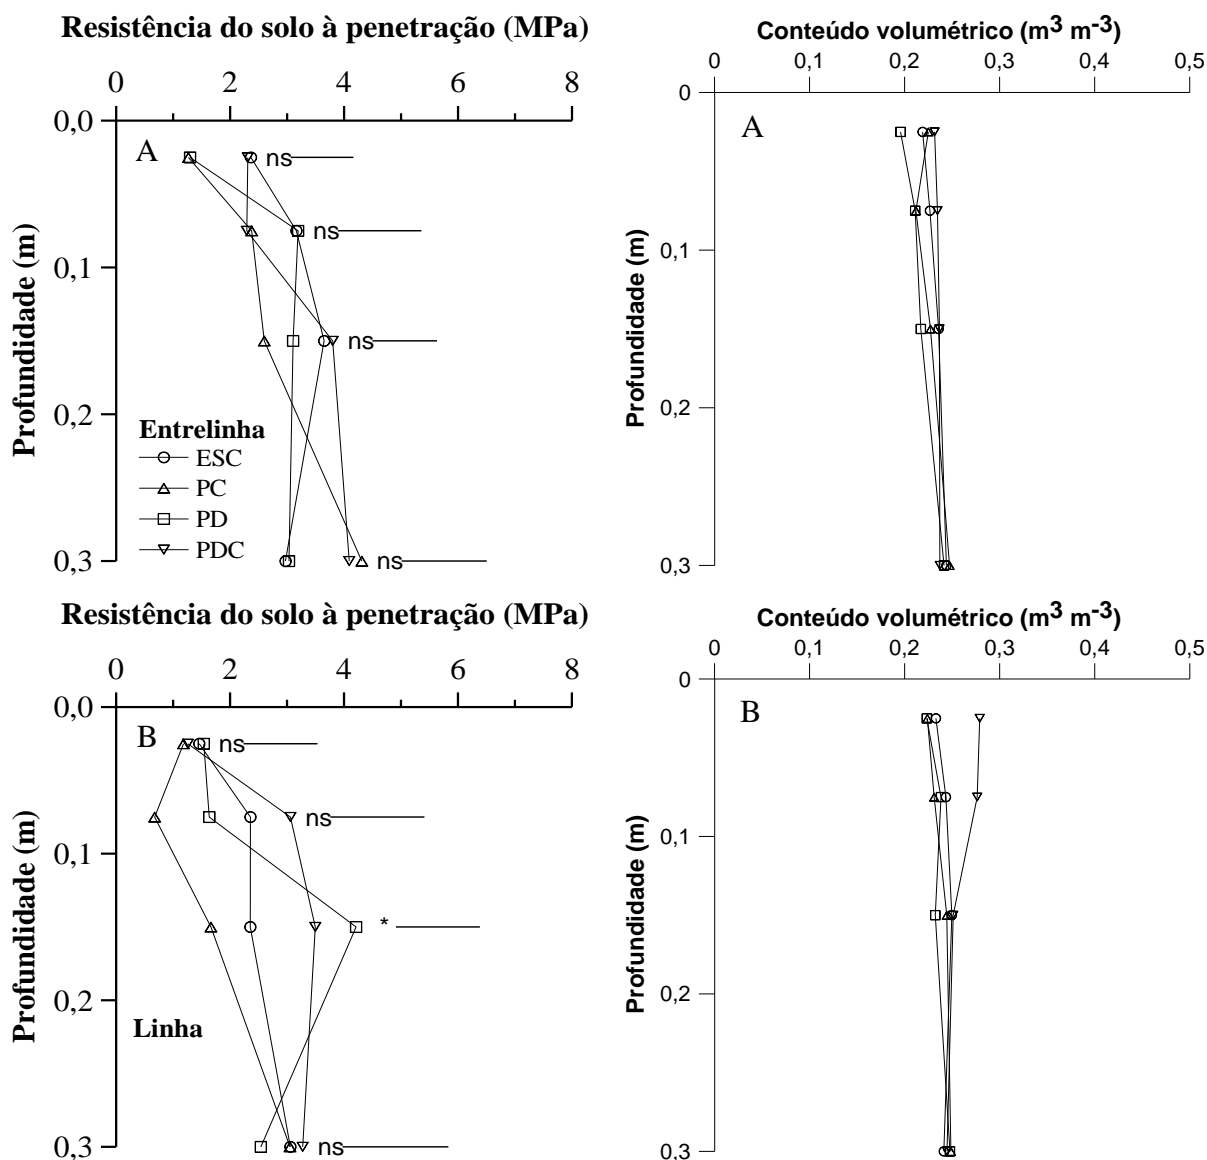 Resistência do solo à penetração (MPa)
0 2 4 6 8
0,0
0,1
0,2
0,3
Profundidade (m)
A
ns
ns
ns
ns
Entrelinha
ESC
PC
PD
PDC
Conteúdo volumétrico (m3 m-3)
0 0,1 0,2 0,3 0,4 0,5
0
0,1
0,2
0,3
Profundidade (m)
A
Resistência do solo à penetração (MPa)
0 2 4 6 8
0,0
0,1
0,2
0,3
Profundidade (m)
B
ns
ns
*
ns
Linha
Conteúdo volumétrico (m3 m-3)
0 0,1 0,2 0,3 0,4 0,5
0
0,1
0,2
0,3
Profundidade (m)
B